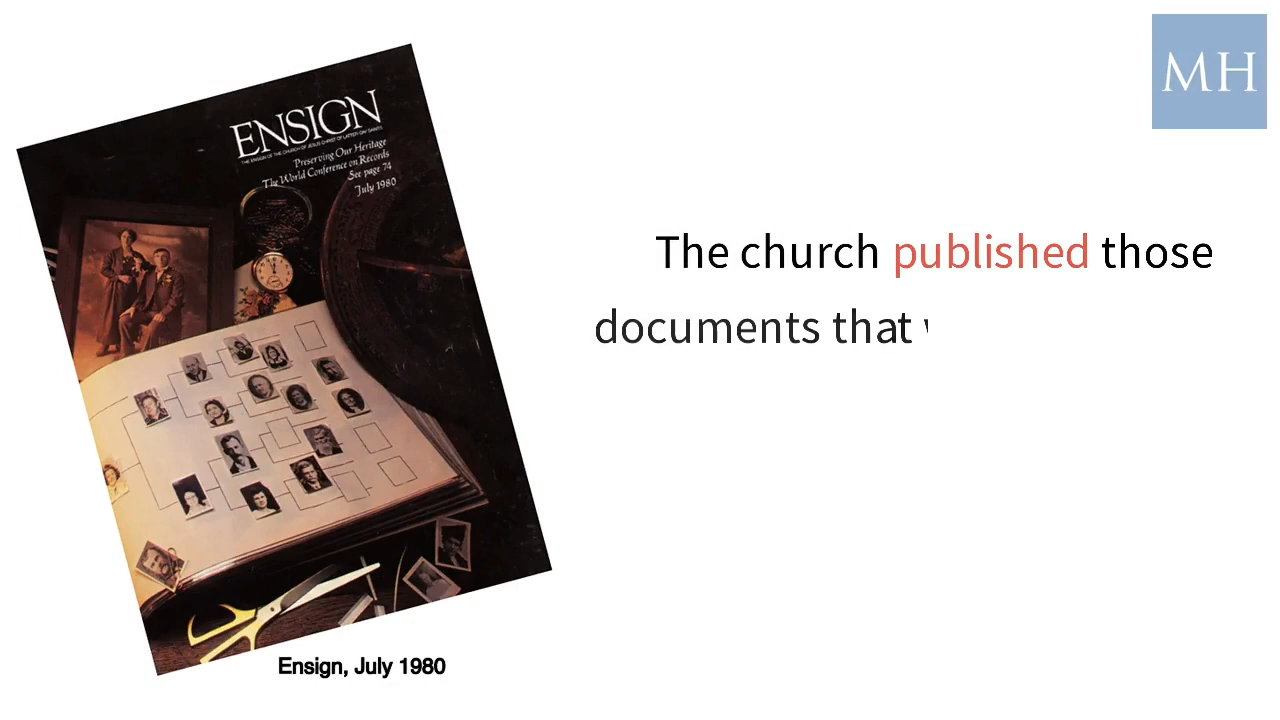 MH
ENSIGN
THE ENSIGN OF THE CHURCH OF JESUS CHRIST OF LATTER-DAY SAINTS
Preserving Our Heritage
The World Conference on Records
See page 74
July 1980
The church published those
documents that
Ensign, July 1980